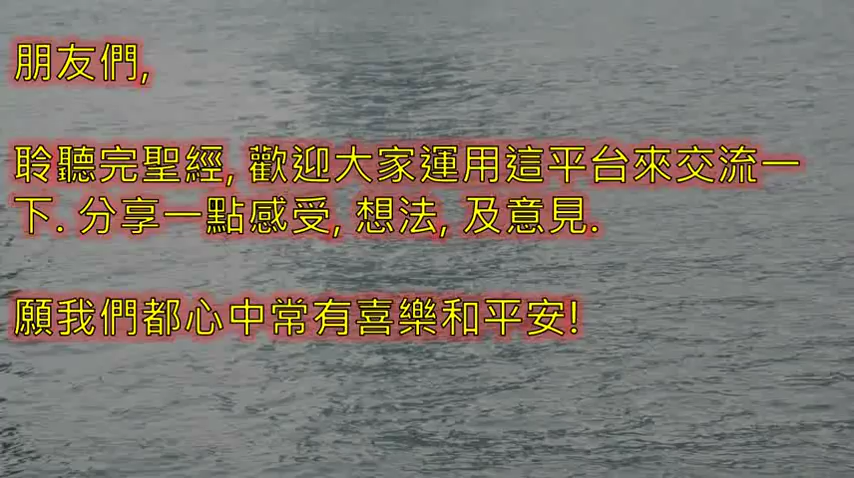 朋友們,
聆聽完聖經, 歡迎大家運用這平台來交流一
下. 分享一點感受, 想法, 及意見.
願我們都心中常有喜樂和平安!